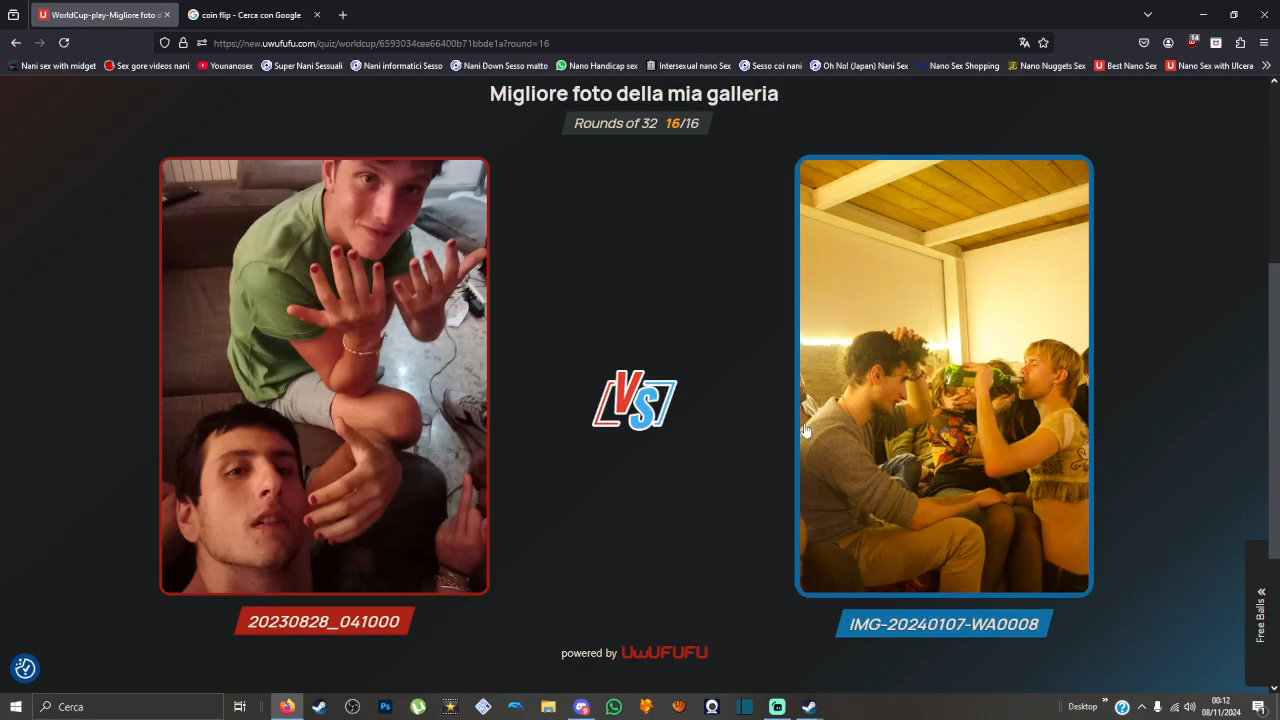 WorldCup-play-Migliore foto d
coin flip - Cerca con Google
https://new.uwufufu.com/quiz/worldcup/6593034cea66400b71bbde1a?round=16
54
Nani sex with midget
Sex gore videos nani
Younanosex
Super Nani Sessuali
Nani informatici Sesso
Nani Down Sesso matto
Nano Handicap sex
Intersexual nano Sex
Sesso coi nani
Oh No! (Japan) Nani Sex
Nano Sex Shopping
Nano Nuggets Sex
Best Nano Sex
Nano Sex with Ulcera
Migliore foto della mia galleria
Rounds of 32 16/16
VS
20230828_041000
IMG-20240107-WA0008
powered by UwUFUFU
Free Balls
Cerca
Desktop
00:12
08/11/2024